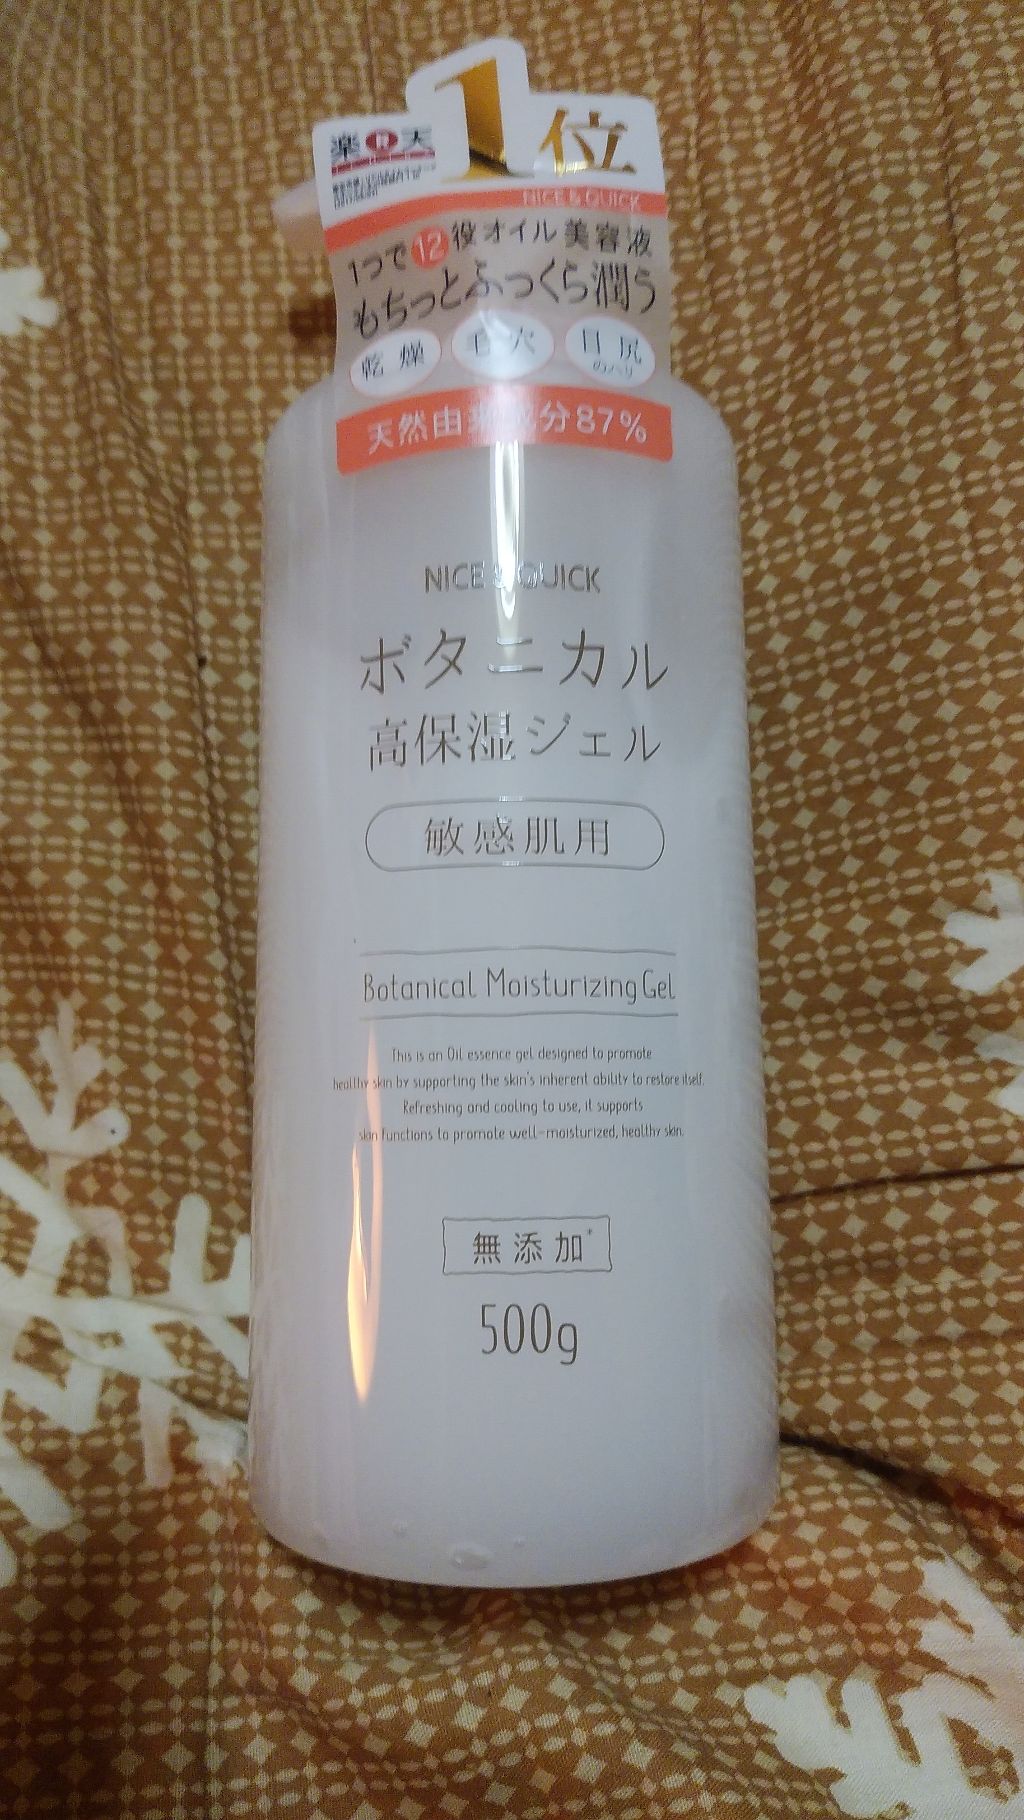 楽天
1位
NICE & QUICK
1つで12役オイル美容液
もちっとふっくら潤う
乾燥 毛穴 目尻のハリ
天然由来成分87%
NICE & QUICK
ボタニカル
高保湿ジェル
敏感肌用
Botanical Moisturizing Gel
This is an Oil essence gel designed to promote
healthy skin by supporting the skin's inherent ability to restore itself.
Refreshing and cooling to use, it supports
skin functions to promote well-moisturized, healthy skin.
無添加*
500g